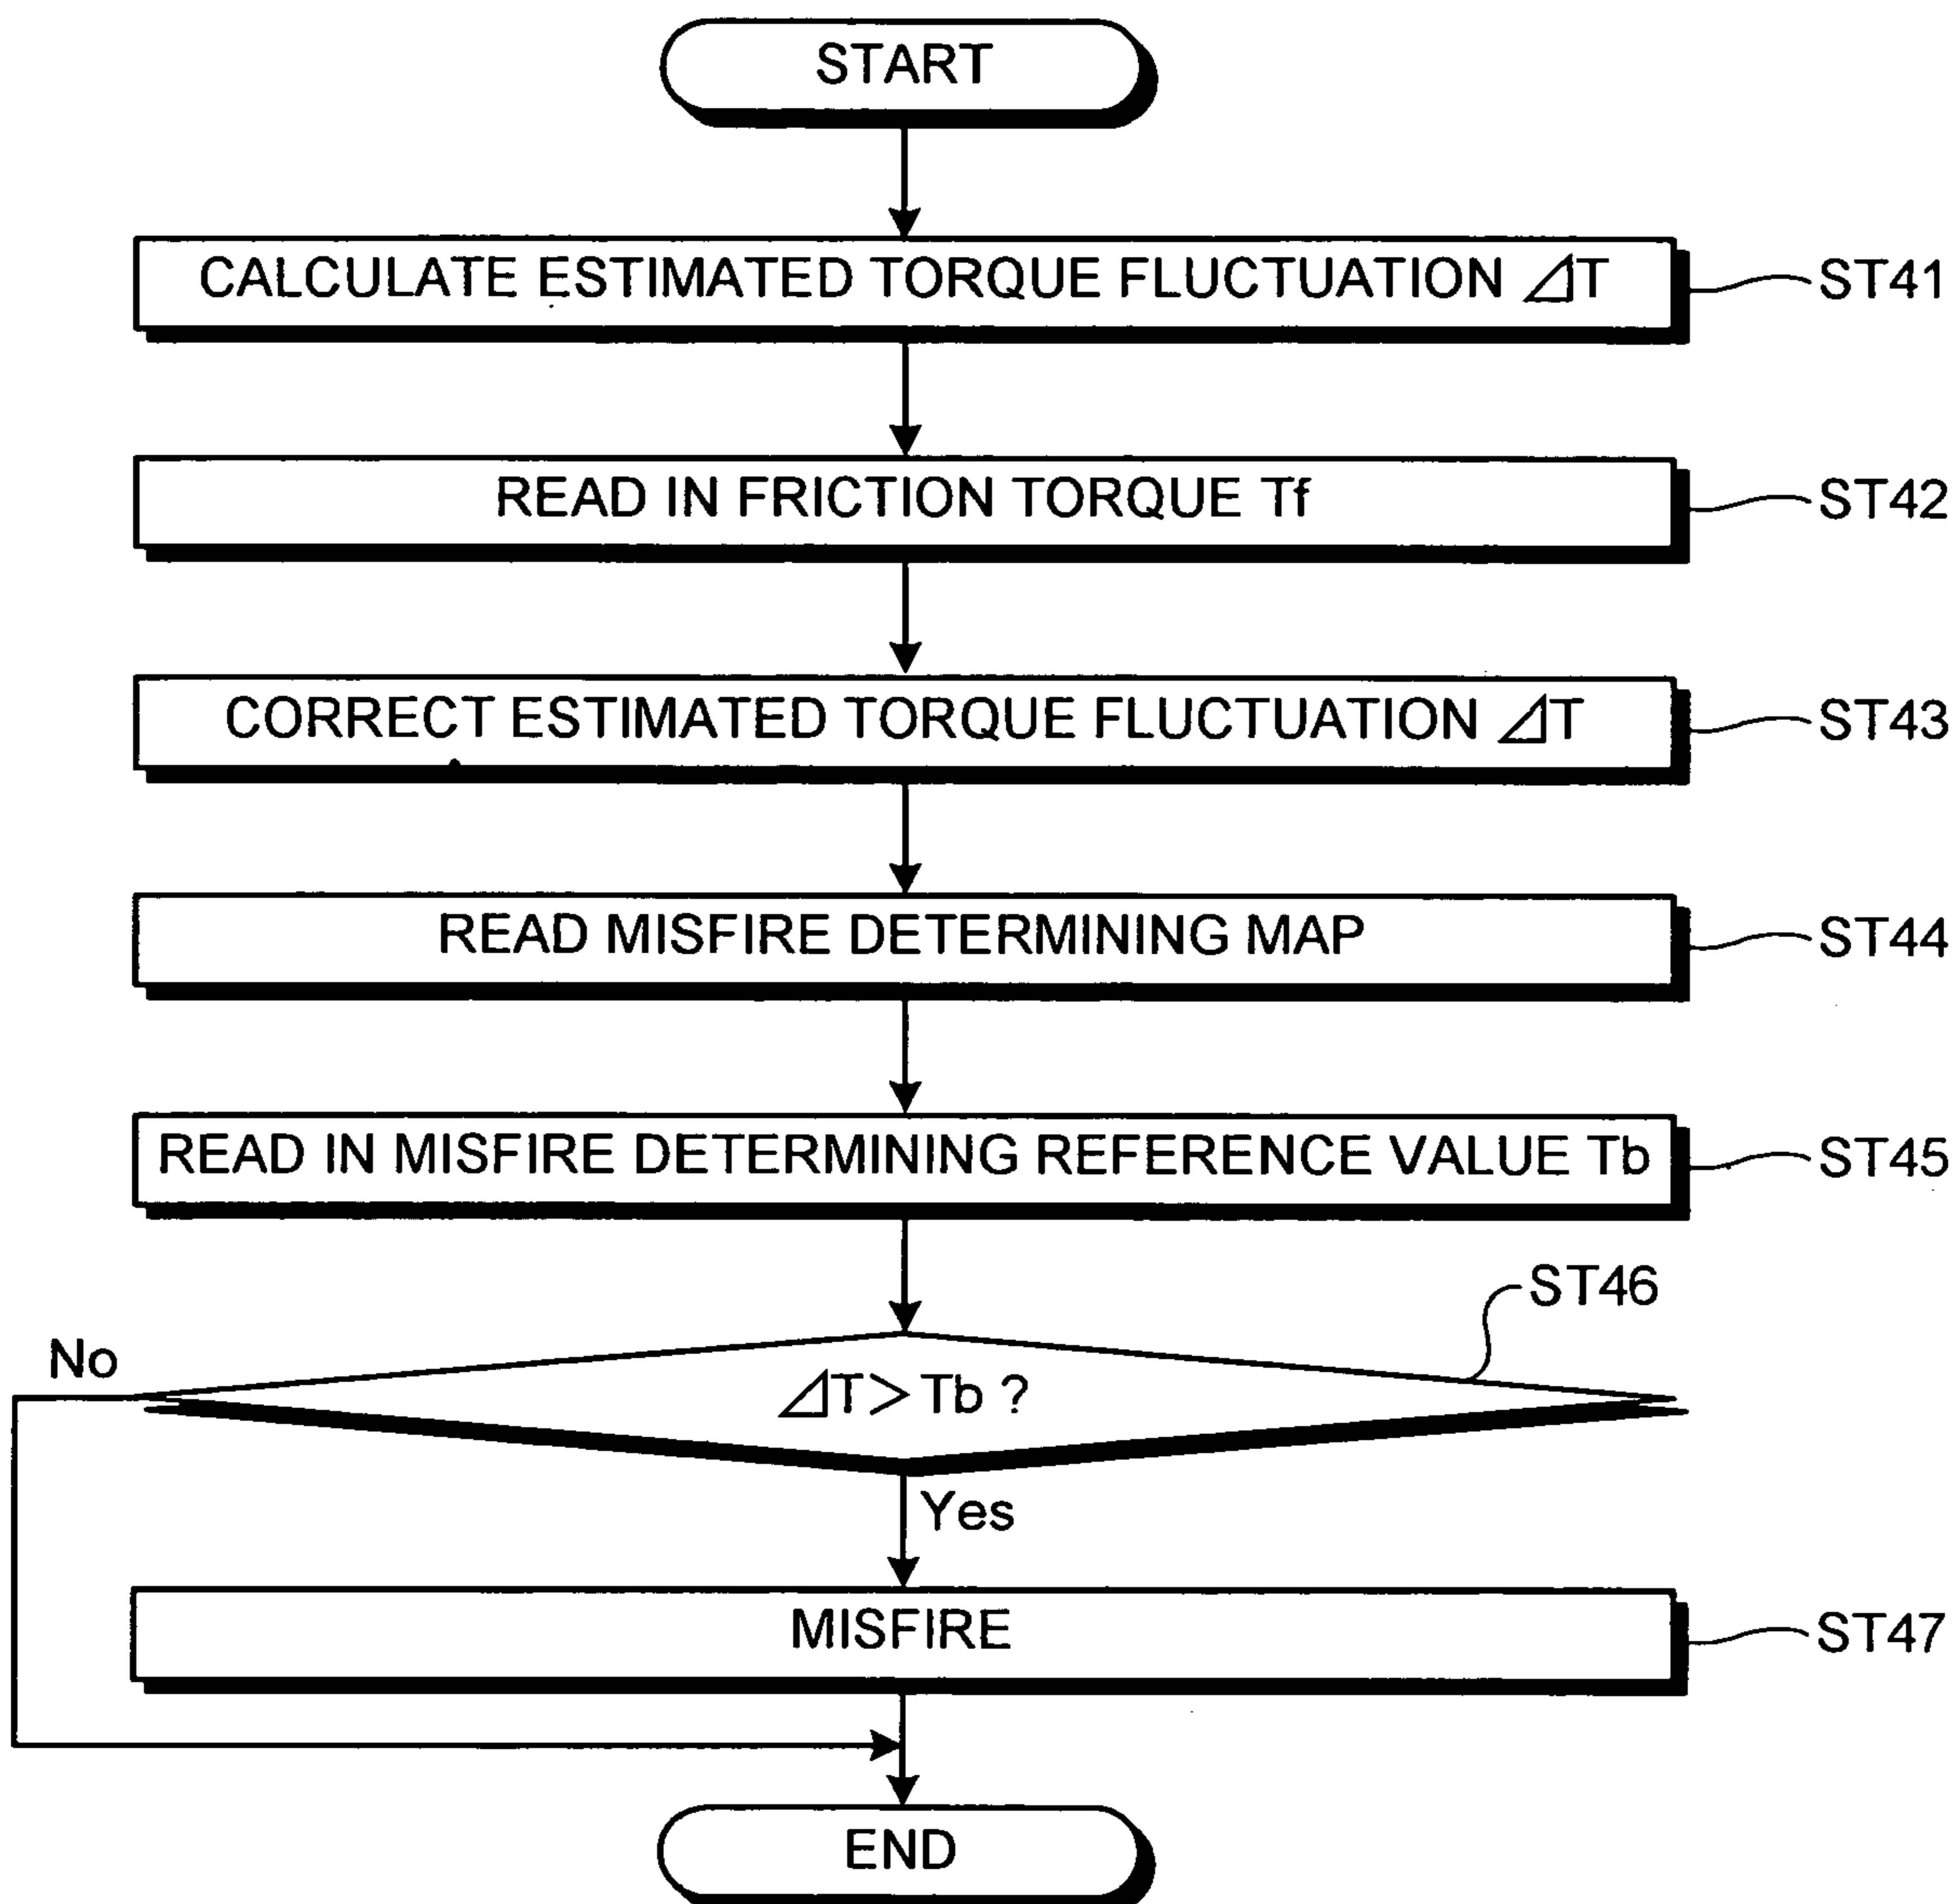 START
CALCULATE ESTIMATED TORQUE FLUCTUATION ⊿T
ST41
READ IN FRICTION TORQUE Tf
ST42
CORRECT ESTIMATED TORQUE FLUCTUATION ⊿T
ST43
READ MISFIRE DETERMINING MAP
ST44
READ IN MISFIRE DETERMINING REFERENCE VALUE Tb
ST45
ST46
No
⊿T> Tb ?
Yes
MISFIRE
ST47
END